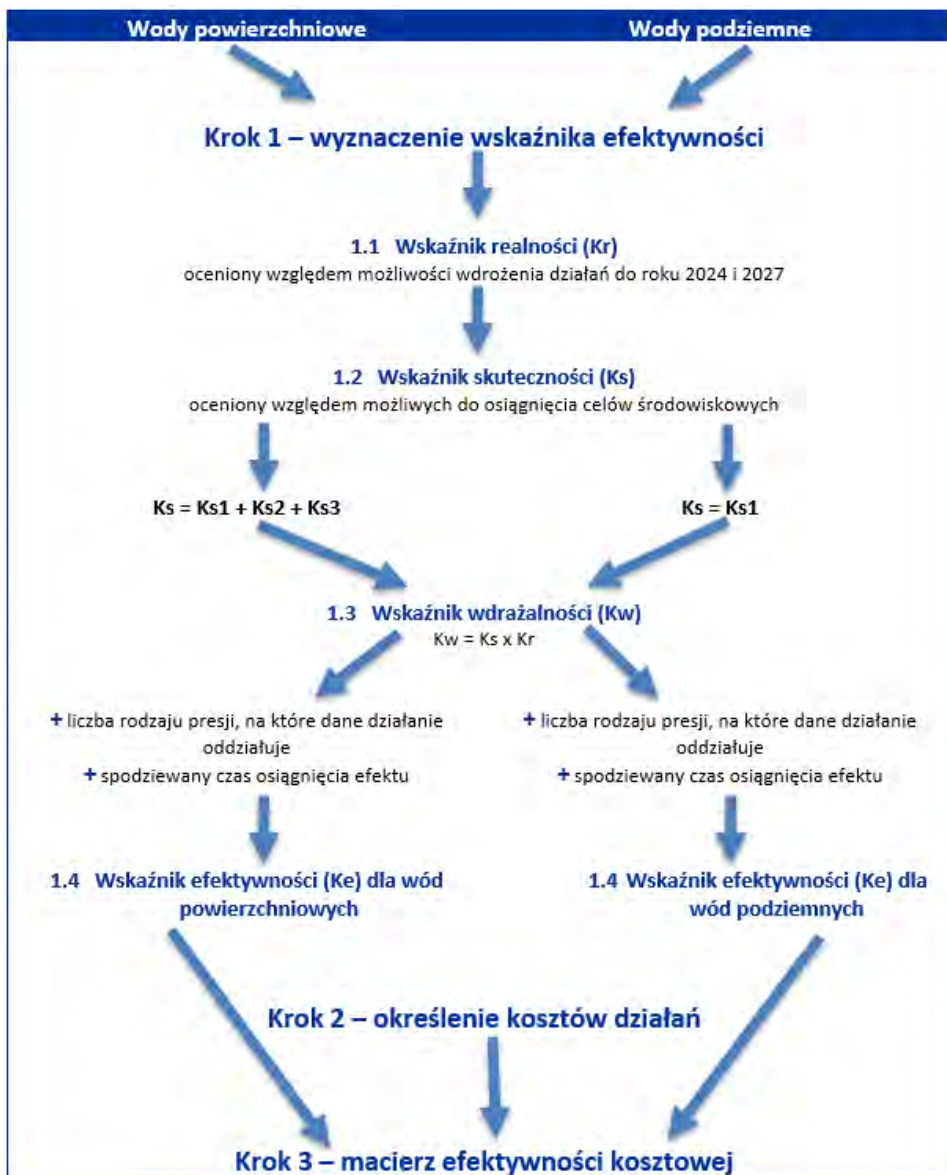 Wody powierzchniowe
Wody podziemne
Krok 1 – wyznaczenie wskaźnika efektywności
1.1 Wskaźnik realności (Kr)
oceniony względem możliwości wdrożenia działań do roku 2024 i 2027
1.2 Wskaźnik skuteczności (Ks)
oceniony względem możliwych do osiągnięcia celów środowiskowych
Ks = Ks1 + Ks2 + Ks3
Ks = Ks1
1.3 Wskaźnik wdrażalności (Kw)
Kw = Ks x Kr
+ liczba rodzaju presji, na które dane działanie
oddziałuje
+ spodziewany czas osiągnięcia efektu
+ liczba rodzaju presji, na które dane działanie
oddziałuje
+ spodziewany czas osiągnięcia efektu
1.4 Wskaźnik efektywności (Ke) dla wód
powierzchniowych
1.4 Wskaźnik efektywności (Ke) dla
wód podziemnych
Krok 2 – określenie kosztów działań
Krok 3 – macierz efektywności kosztowej